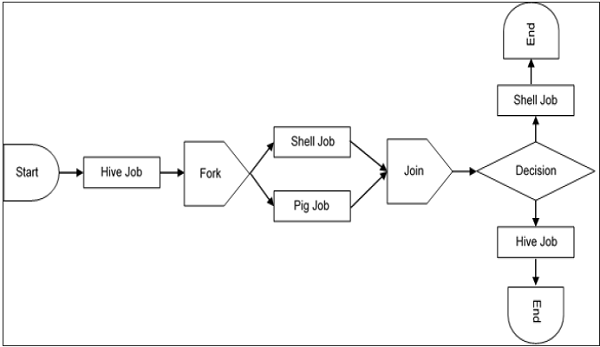 Start
Hive Job
Fork
Shell Job
Pig Job
Join
Decision
Shell Job
End
Hive Job
End